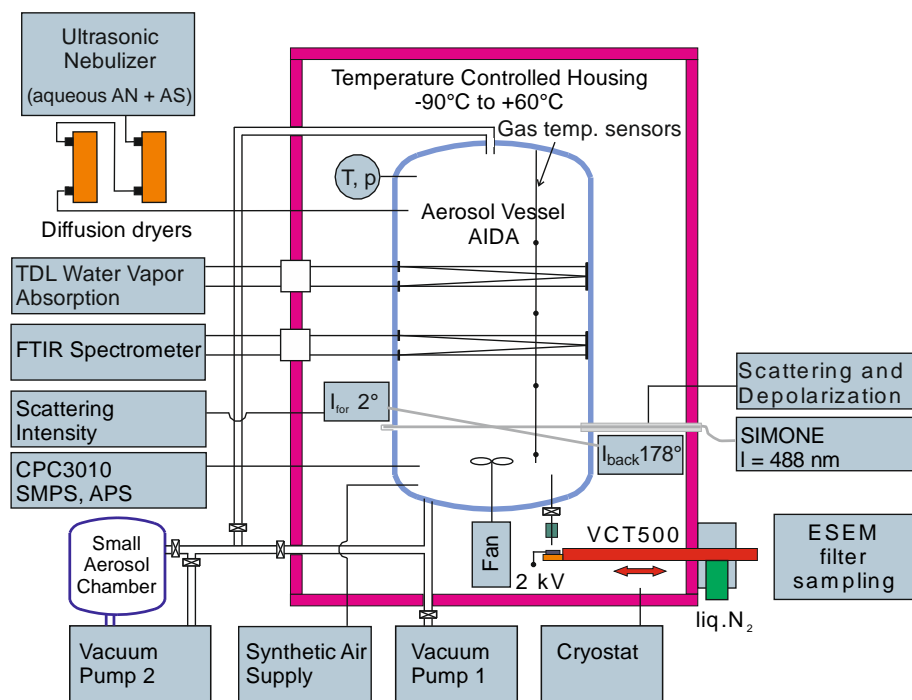 Ultrasonic
Nebulizer
(aqueous AN + AS)
Diffusion dryers
Temperature Controlled Housing
-90°C to +60°C
Gas temp. sensors
T, p
Aerosol Vessel
AIDA
TDL Water Vapor
Absorption
FTIR Spectrometer
Scattering
Intensity
Ifor 2°
Iback 178°
Scattering and
Depolarization
SIMONE
l = 488 nm
CPC3010
SMPS, APS
Small
Aerosol
Chamber
Fan
2 kV
VCT500
liq.N2
ESEM
filter
sampling
Vacuum
Pump 2
Synthetic Air
Supply
Vacuum
Pump 1
Cryostat